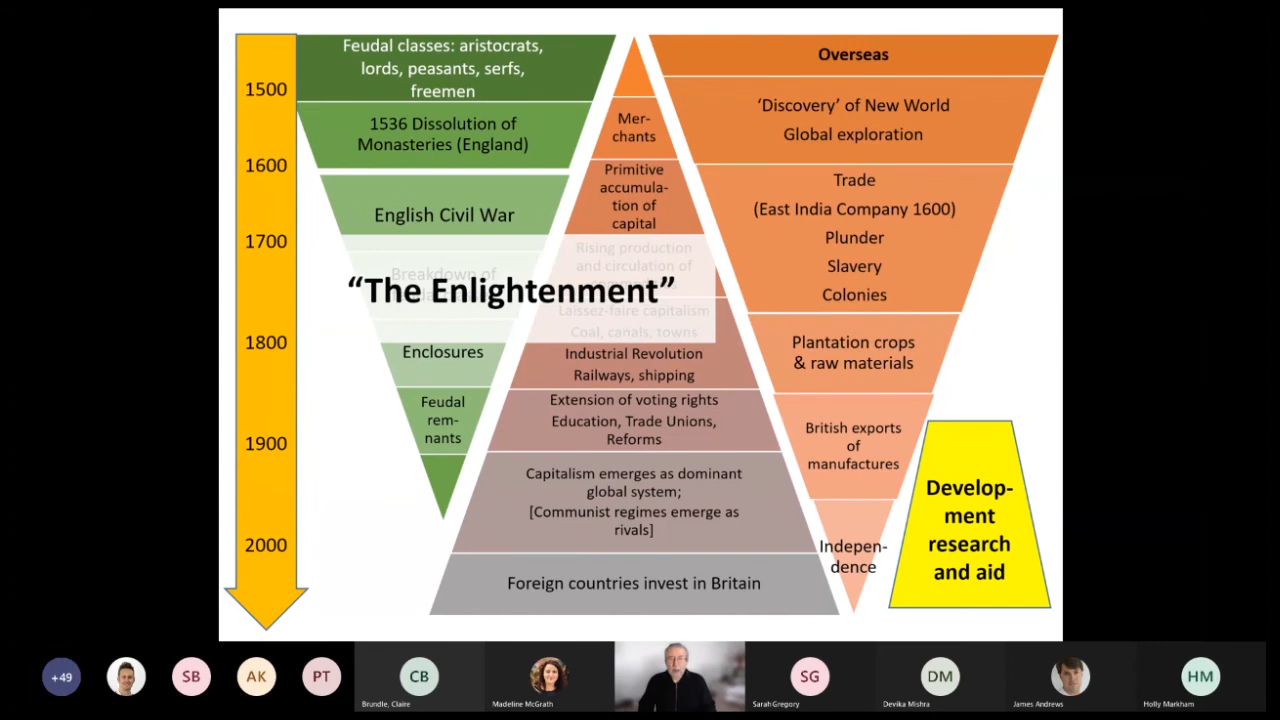 1500
1600
1700
1800
1900
2000
Feudal classes: aristocrats,
lords, peasants, serfs,
freemen
1536 Dissolution of
Monasteries (England)
English Civil War
Breakdown of
“The Enlightenment”
Enclosures
Feudal
rem-
nants
Mer-
chants
Primitive
accumula-
tion of
capital
Rising production
and circulation of
Laissez-faire capitalism
Coal, canals, towns
Industrial Revolution
Railways, shipping
Extension of voting rights
Education, Trade Unions,
Reforms
Capitalism emerges as dominant
global system;
[Communist regimes emerge as
rivals]
Foreign countries invest in Britain
Overseas
‘Discovery’ of New World
Global exploration
Trade
(East India Company 1600)
Plunder
Slavery
Colonies
Plantation crops
& raw materials
British exports
of
manufactures
Indepen-
dence
Develop-
ment
research
and aid
+49
SB
AK
PT
CB
Brundle, Claire
Madeline McGrath
SG
Sarah Gregory
DM
Devika Mishra
James Andrews
HM
Holly Markham